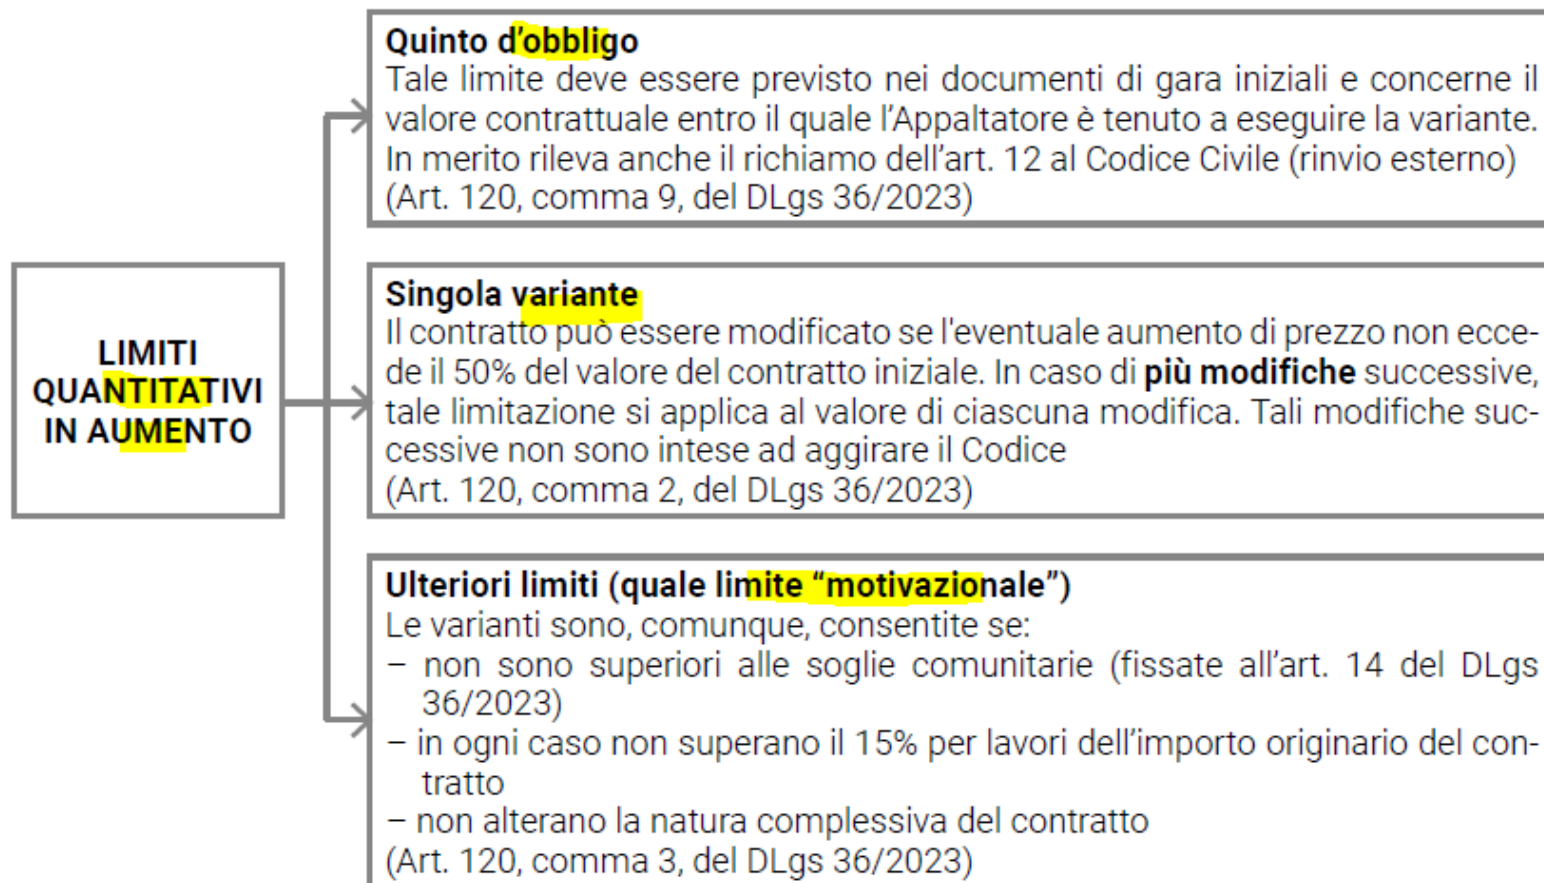 Quinto d'obbligo
Tale limite deve essere previsto nei documenti di gara iniziali e concerne il
valore contrattuale entro il quale l'Appaltatore è tenuto a eseguire la variante.
In merito rileva anche il richiamo dell'art. 12 al Codice Civile (rinvio esterno)
(Art. 120, comma 9, del DLgs 36/2023)
LIMITI
QUANTITATIVI
IN AUMENTO
Singola variante
Il contratto può essere modificato se l'eventuale aumento di prezzo non ecce-
de il 50% del valore del contratto iniziale. In caso di più modifiche successive,
tale limitazione si applica al valore di ciascuna modifica. Tali modifiche suc-
cessive non sono intese ad aggirare il Codice
(Art. 120, comma 2, del DLgs 36/2023)
Ulteriori limiti (quale limite “motivazionale”)
Le varianti sono, comunque, consentite se:
– non sono superiori alle soglie comunitarie (fissate all'art. 14 del DLgs
36/2023)
– in ogni caso non superano il 15% per lavori dell'importo originario del con-
tratto
– non alterano la natura complessiva del contratto
(Art. 120, comma 3, del DLgs 36/2023)